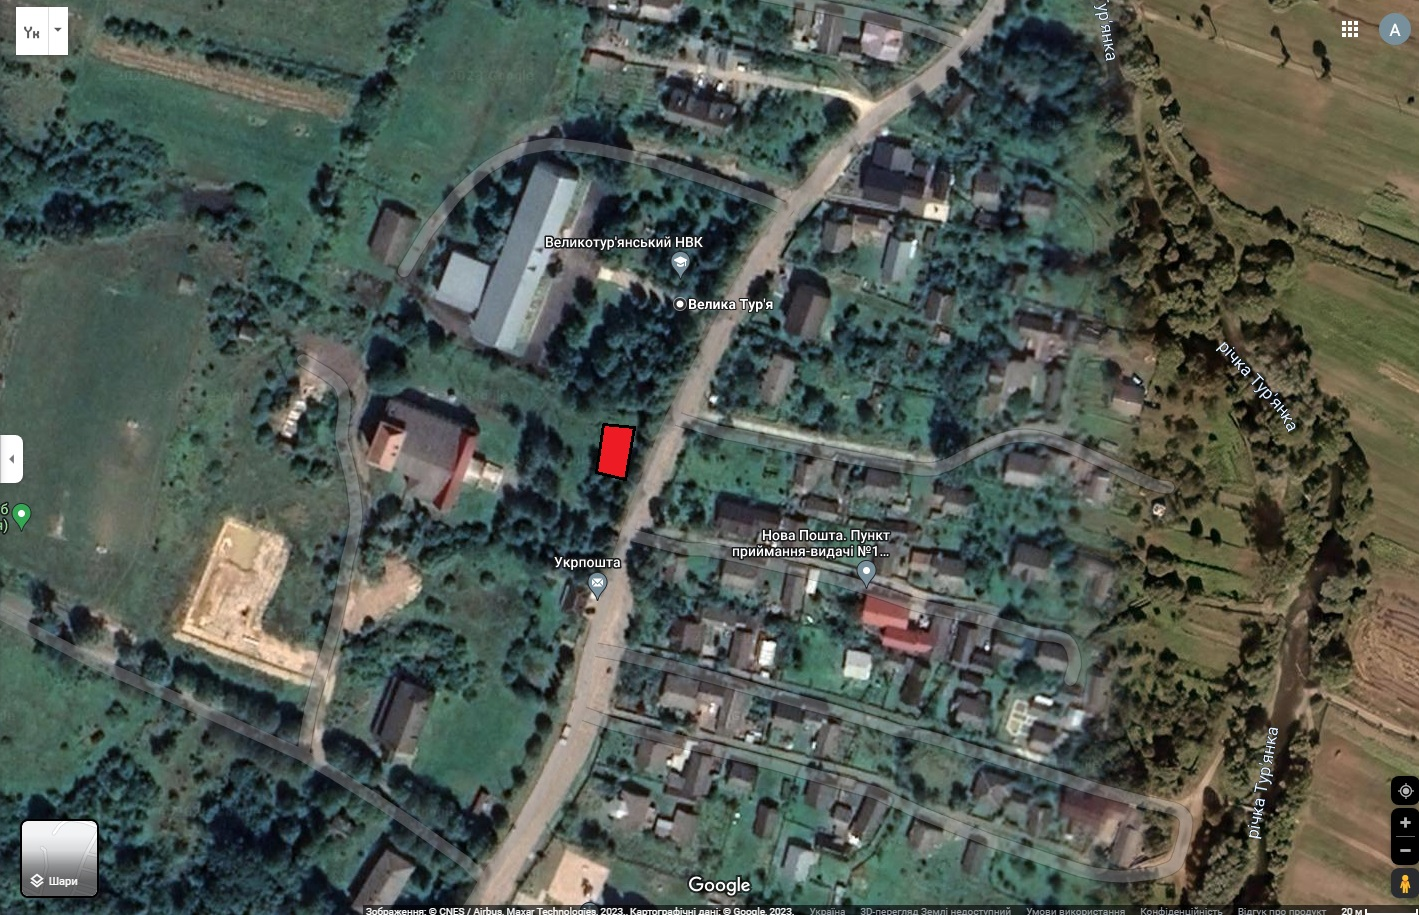 Ун
А
ур'янка
Великотур'янський НВК
Велика Тур'я
річка Тур'янка
б
Нова Пошта. Пункт
приймання-видачі №1...
Укрпошта
річка Тур'янка
Шари
Google
Зображення: © CNES / Airbus, Maxar Technologies, 2023., Картографічні дані: © Google, 2023. Україна 3D-перегляд Землі недоступний Умови використання Конфіденційність Відгук про продукт 20 м